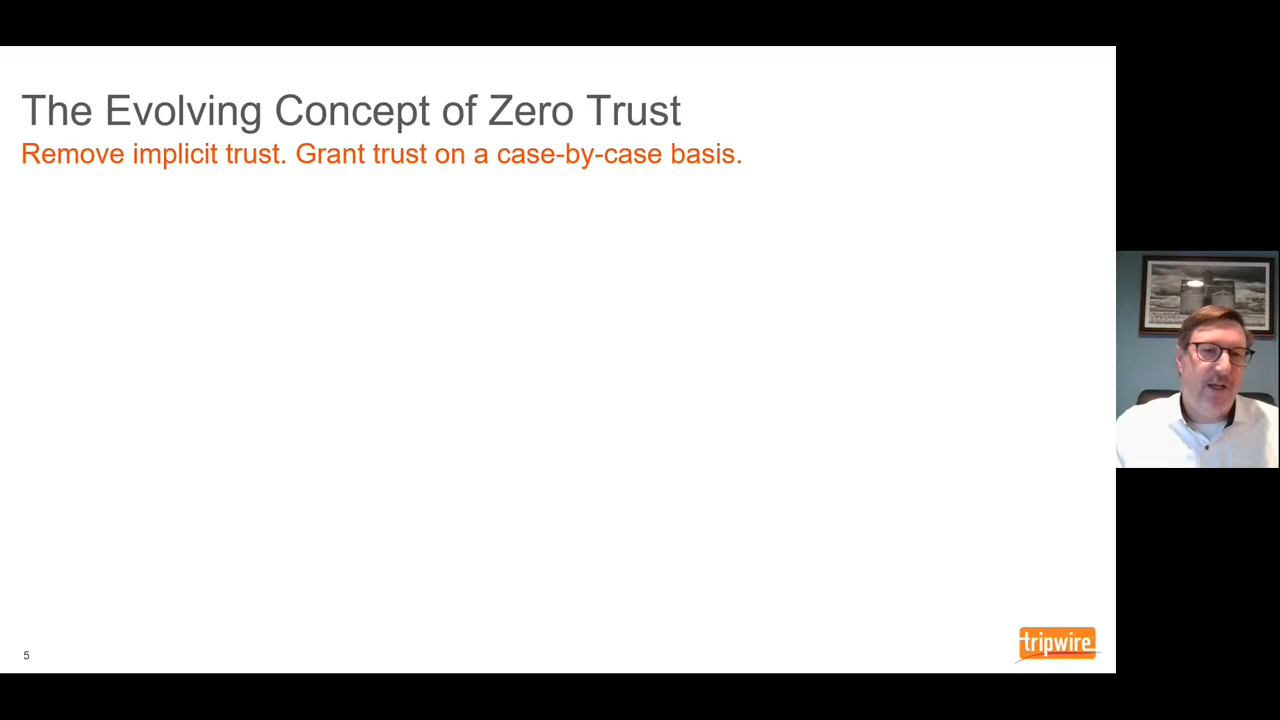 The Evolving Concept of Zero Trust
Remove implicit trust. Grant trust on a case-by-case basis.
5
tripwire